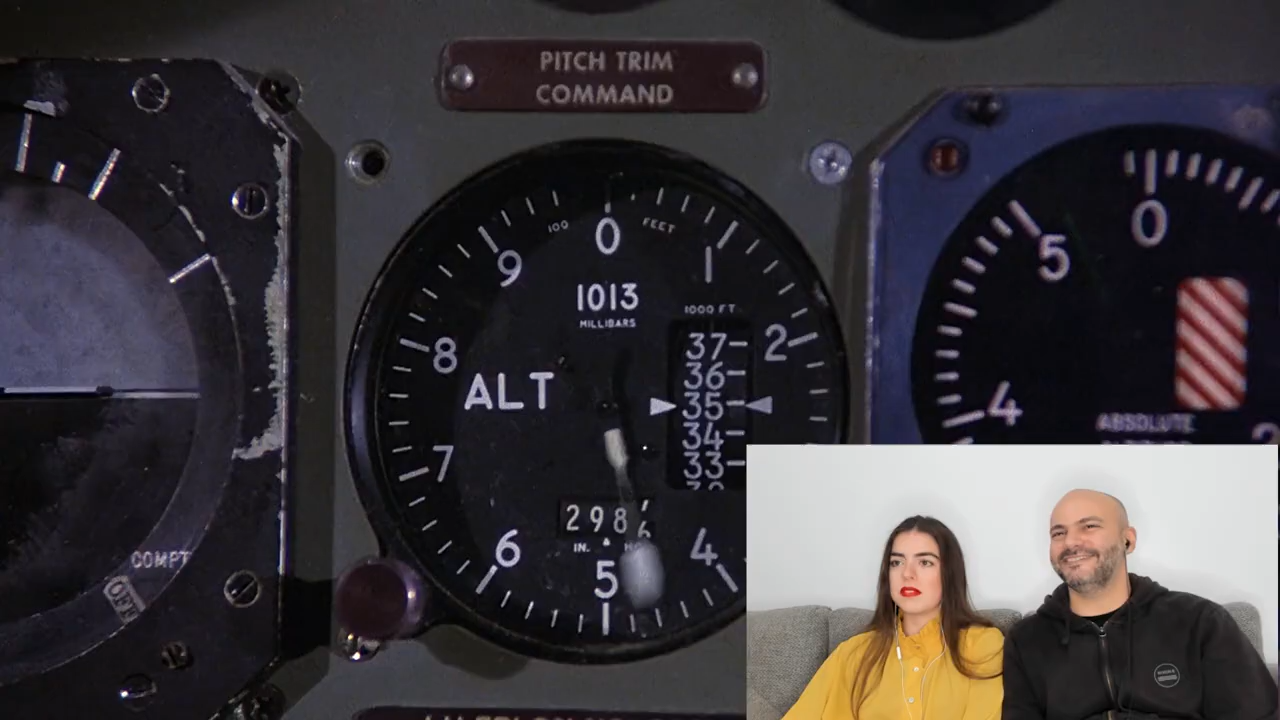 PITCH TRIM
COMMAND
100 FEET
0
1
2
4
5
6
7
8
9
1013
MILLIBARS
1000 FT
37
36
35
34
33
ALT
298
IN.
COMPT
OFF
0
5
4
ABSOLUTE